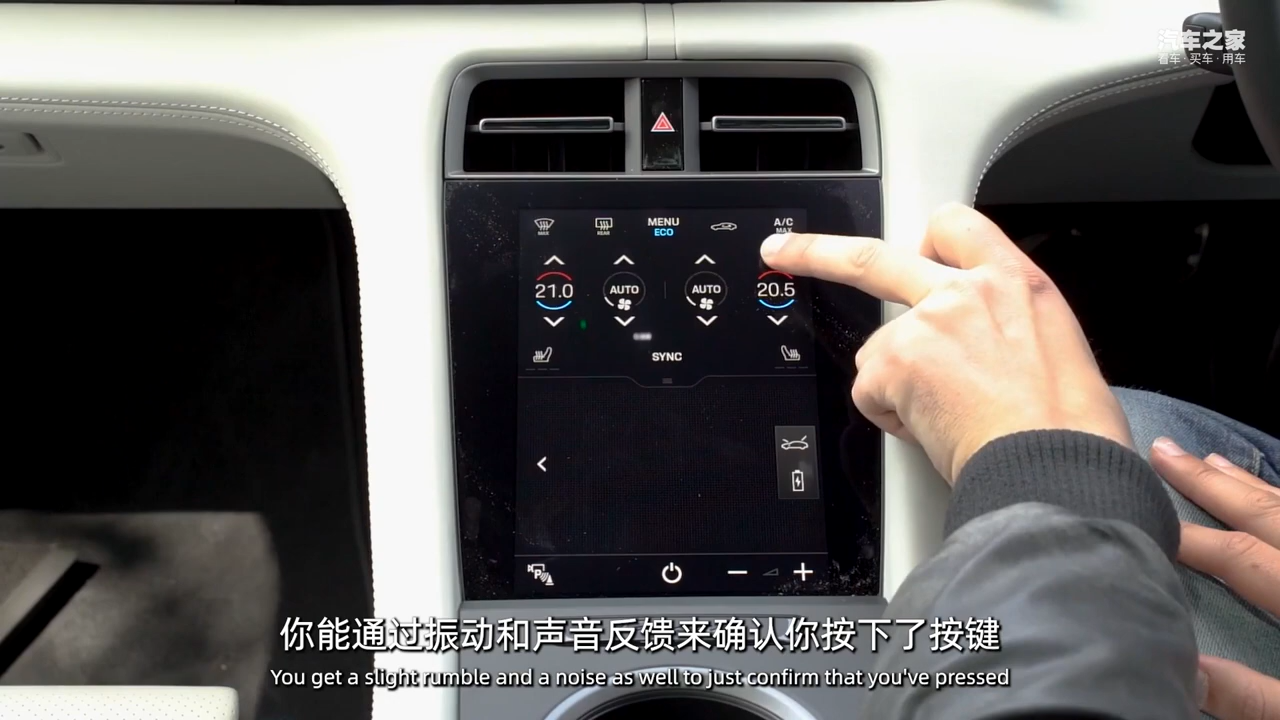 汽车之家
看车·买车·用车
MAX
REAR
MENU
ECO
A/C
MAX
21.0
AUTO
AUTO
20.5
SYNC
P
你能通过振动和声音反馈来确认你按下了按键
You get a slight rumble and a noise as well to just confirm that you've pressed